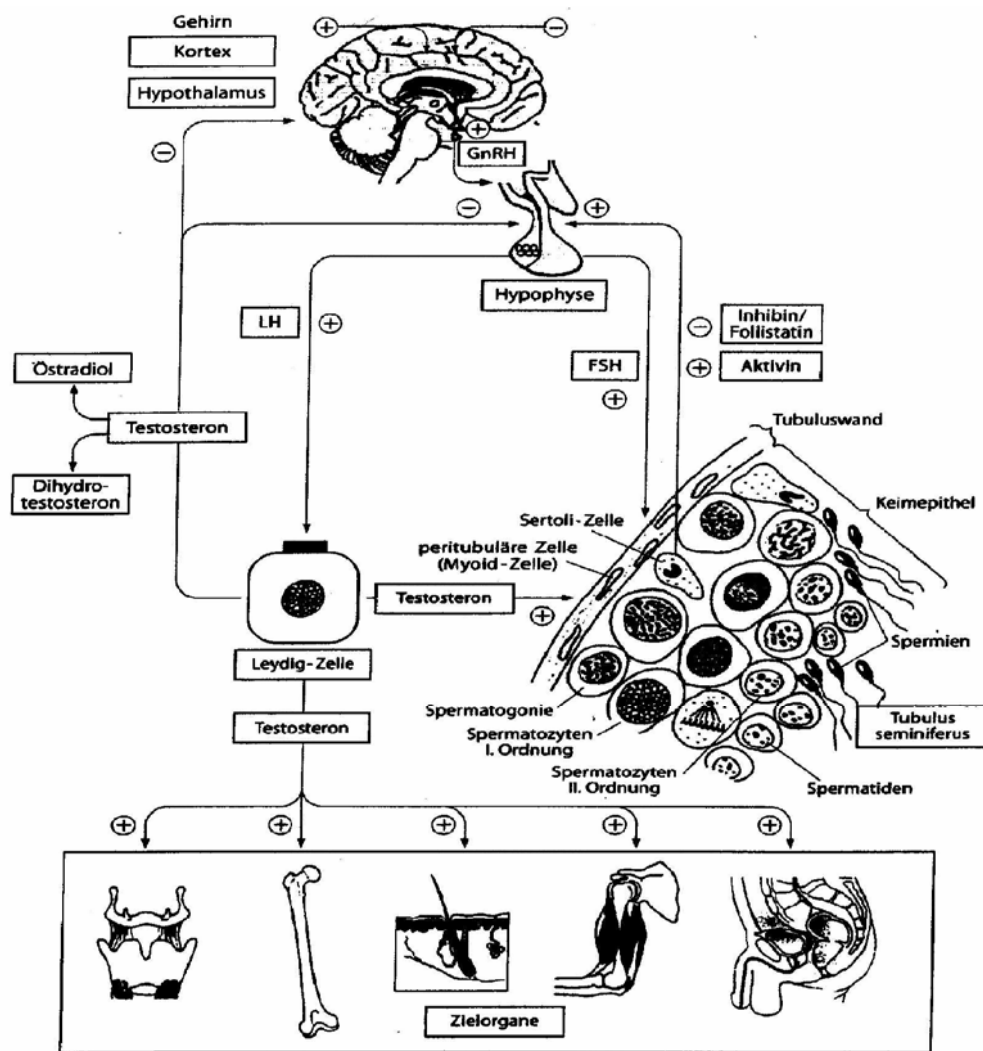 Gehirn
Kortex
Hypothalamus
+
−
+
GnRH
−
−
+
Hypophyse
LH
+
FSH
+
−
Inhibin/
Follistatin
+
Aktivin
Östradiol
Testosteron
Dihydro-
testosteron
Tubuluswand
Keimepithel
Sertoli-Zelle
peritubuläre Zelle
(Myoid-Zelle)
Testosteron
+
Leydig-Zelle
Spermien
Spermatogonie
Spermatozyten
I. Ordnung
Tubulus
seminiferus
Spermatozyten
II. Ordnung
Spermatiden
Testosteron
+
+
+
+
+
Zielorgane